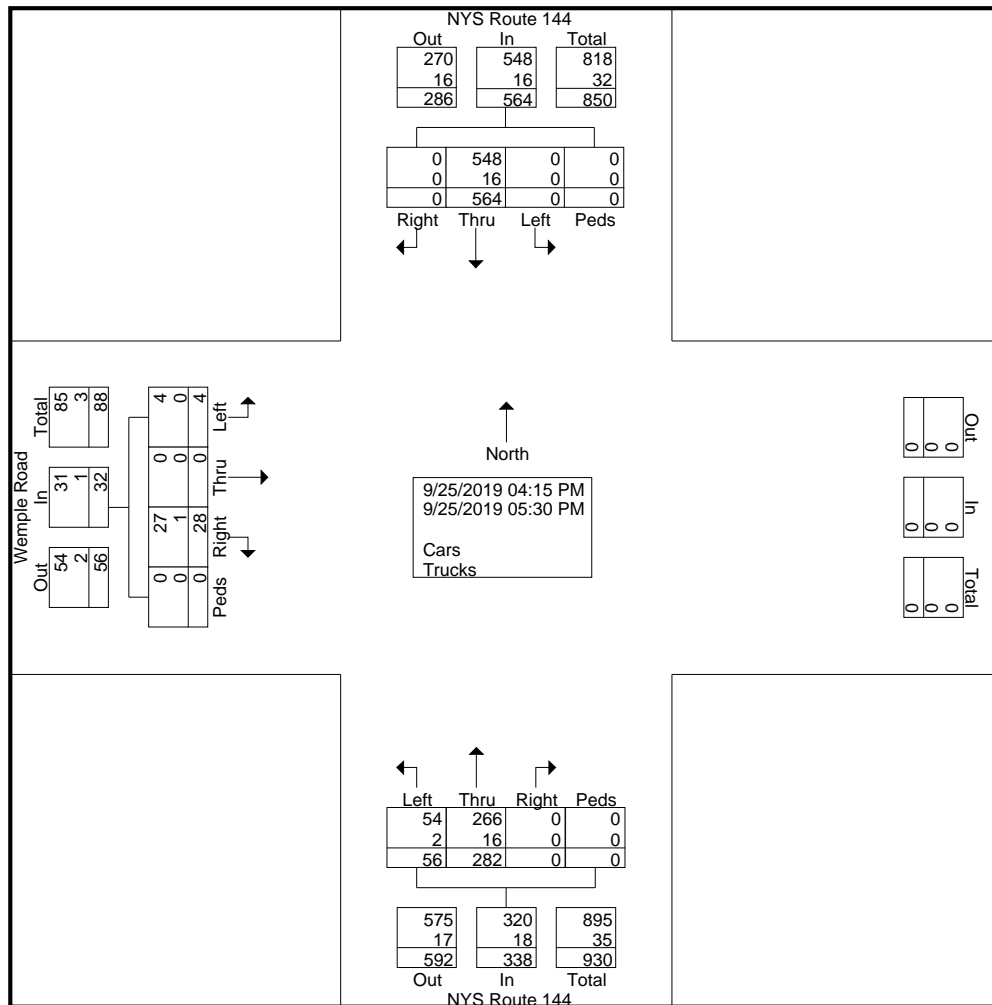 NYS Route 144
Out In Total
270 548 818
16 16 32
286 564 850
0 548 0 0
0 16 0 0
0 564 0 0
Right Thru Left Peds
Wemple Road
Total
85
3
88
In
31
1
32
Out
54
2
56
4
0
4
Left
0
0
0
Thru
27
1
28
Right
0
0
0
Peds
North
9/25/2019 04:15 PM
9/25/2019 05:30 PM
Cars
Trucks
Out
0
0
0
In
0
0
0
Total
0
0
0
Left Thru Right Peds
54 266 0 0
2 16 0 0
56 282 0 0
575 320 895
17 18 35
592 338 930
Out In Total
NYS Route 144